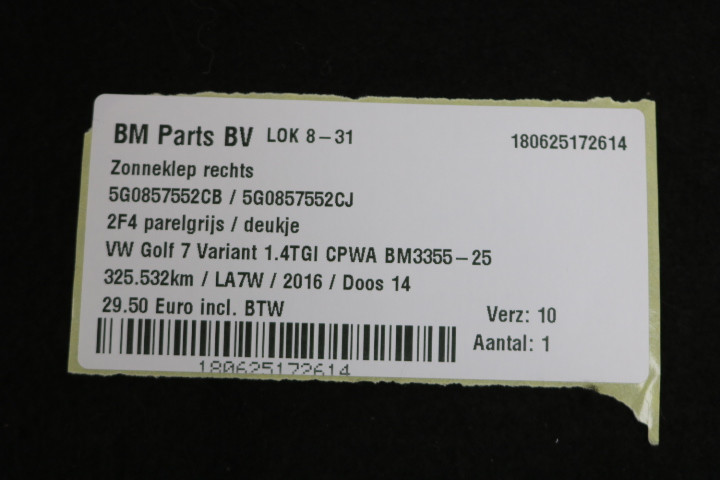 BM Parts BV LOK 8-31 180625172614
Zonneklep rechts
5G0857552CB / 5G0857552CJ
2F4 parelgrijs / deukje
VW Golf 7 Variant 1.4TGI CPWA BM3355-25
325.532km / LA7W / 2016 / Doos 14
29.50 Euro incl. BTW Verz: 10
Aantal: 1
180625172614